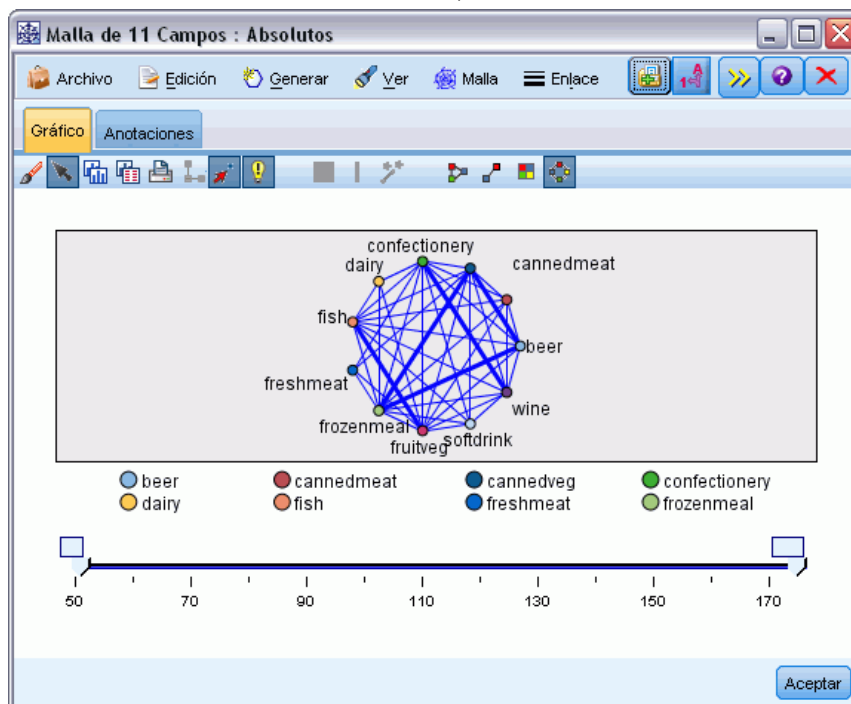 Malla de 11 Campos : Absolutos
Archivo Edición Generar Ver Malla Enlace
Gráfico Anotaciones
confectionery
dairy cannedmeat
fish
beer
freshmeat
wine
frozenmeal
softdrink
fruitveg
beer cannedmeat cannedveg confectionery
dairy fish freshmeat frozenmeal
50 70 90 110 130 150 170
Aceptar